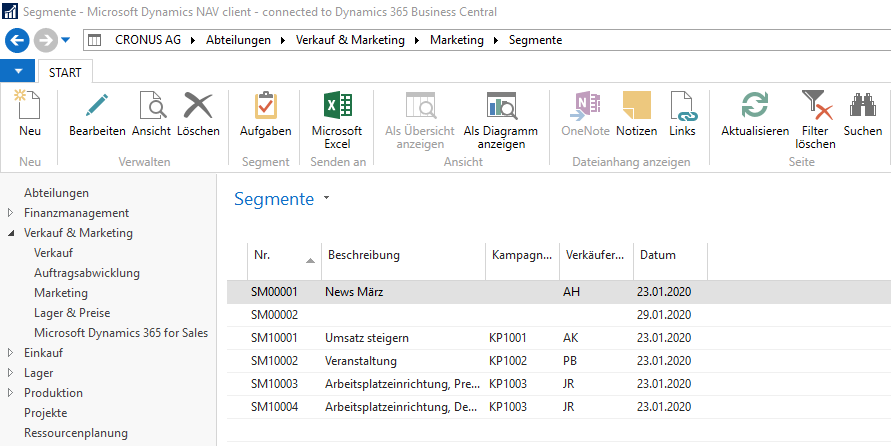 Segmente - Microsoft Dynamics NAV client - connected to Dynamics 365 Business Central
CRONUS AG Abteilungen Verkauf & Marketing Marketing Segmente
START
Neu Bearbeiten Ansicht Löschen Aufgaben Microsoft Excel Als Übersicht anzeigen Als Diagramm anzeigen OneNote Notizen Links Aktualisieren Filter löschen Suchen
Neu Verwalten Segment Senden an Ansicht Dateianhang anzeigen Seite
Abteilungen
Finanzmanagement
Verkauf & Marketing
Verkauf
Auftragsabwicklung
Marketing
Lager & Preise
Microsoft Dynamics 365 for Sales
Einkauf
Lager
Produktion
Projekte
Ressourcenplanung
Segmente
Nr. Beschreibung Kampagn... Verkäufer... Datum
SM00001 News März AH 23.01.2020
SM00002 29.01.2020
SM10001 Umsatz steigern KP1001 AK 23.01.2020
SM10002 Veranstaltung KP1002 PB 23.01.2020
SM10003 Arbeitsplatzeinrichtung, Pre... KP1003 JR 23.01.2020
SM10004 Arbeitsplatzeinrichtung, De... KP1003 JR 23.01.2020